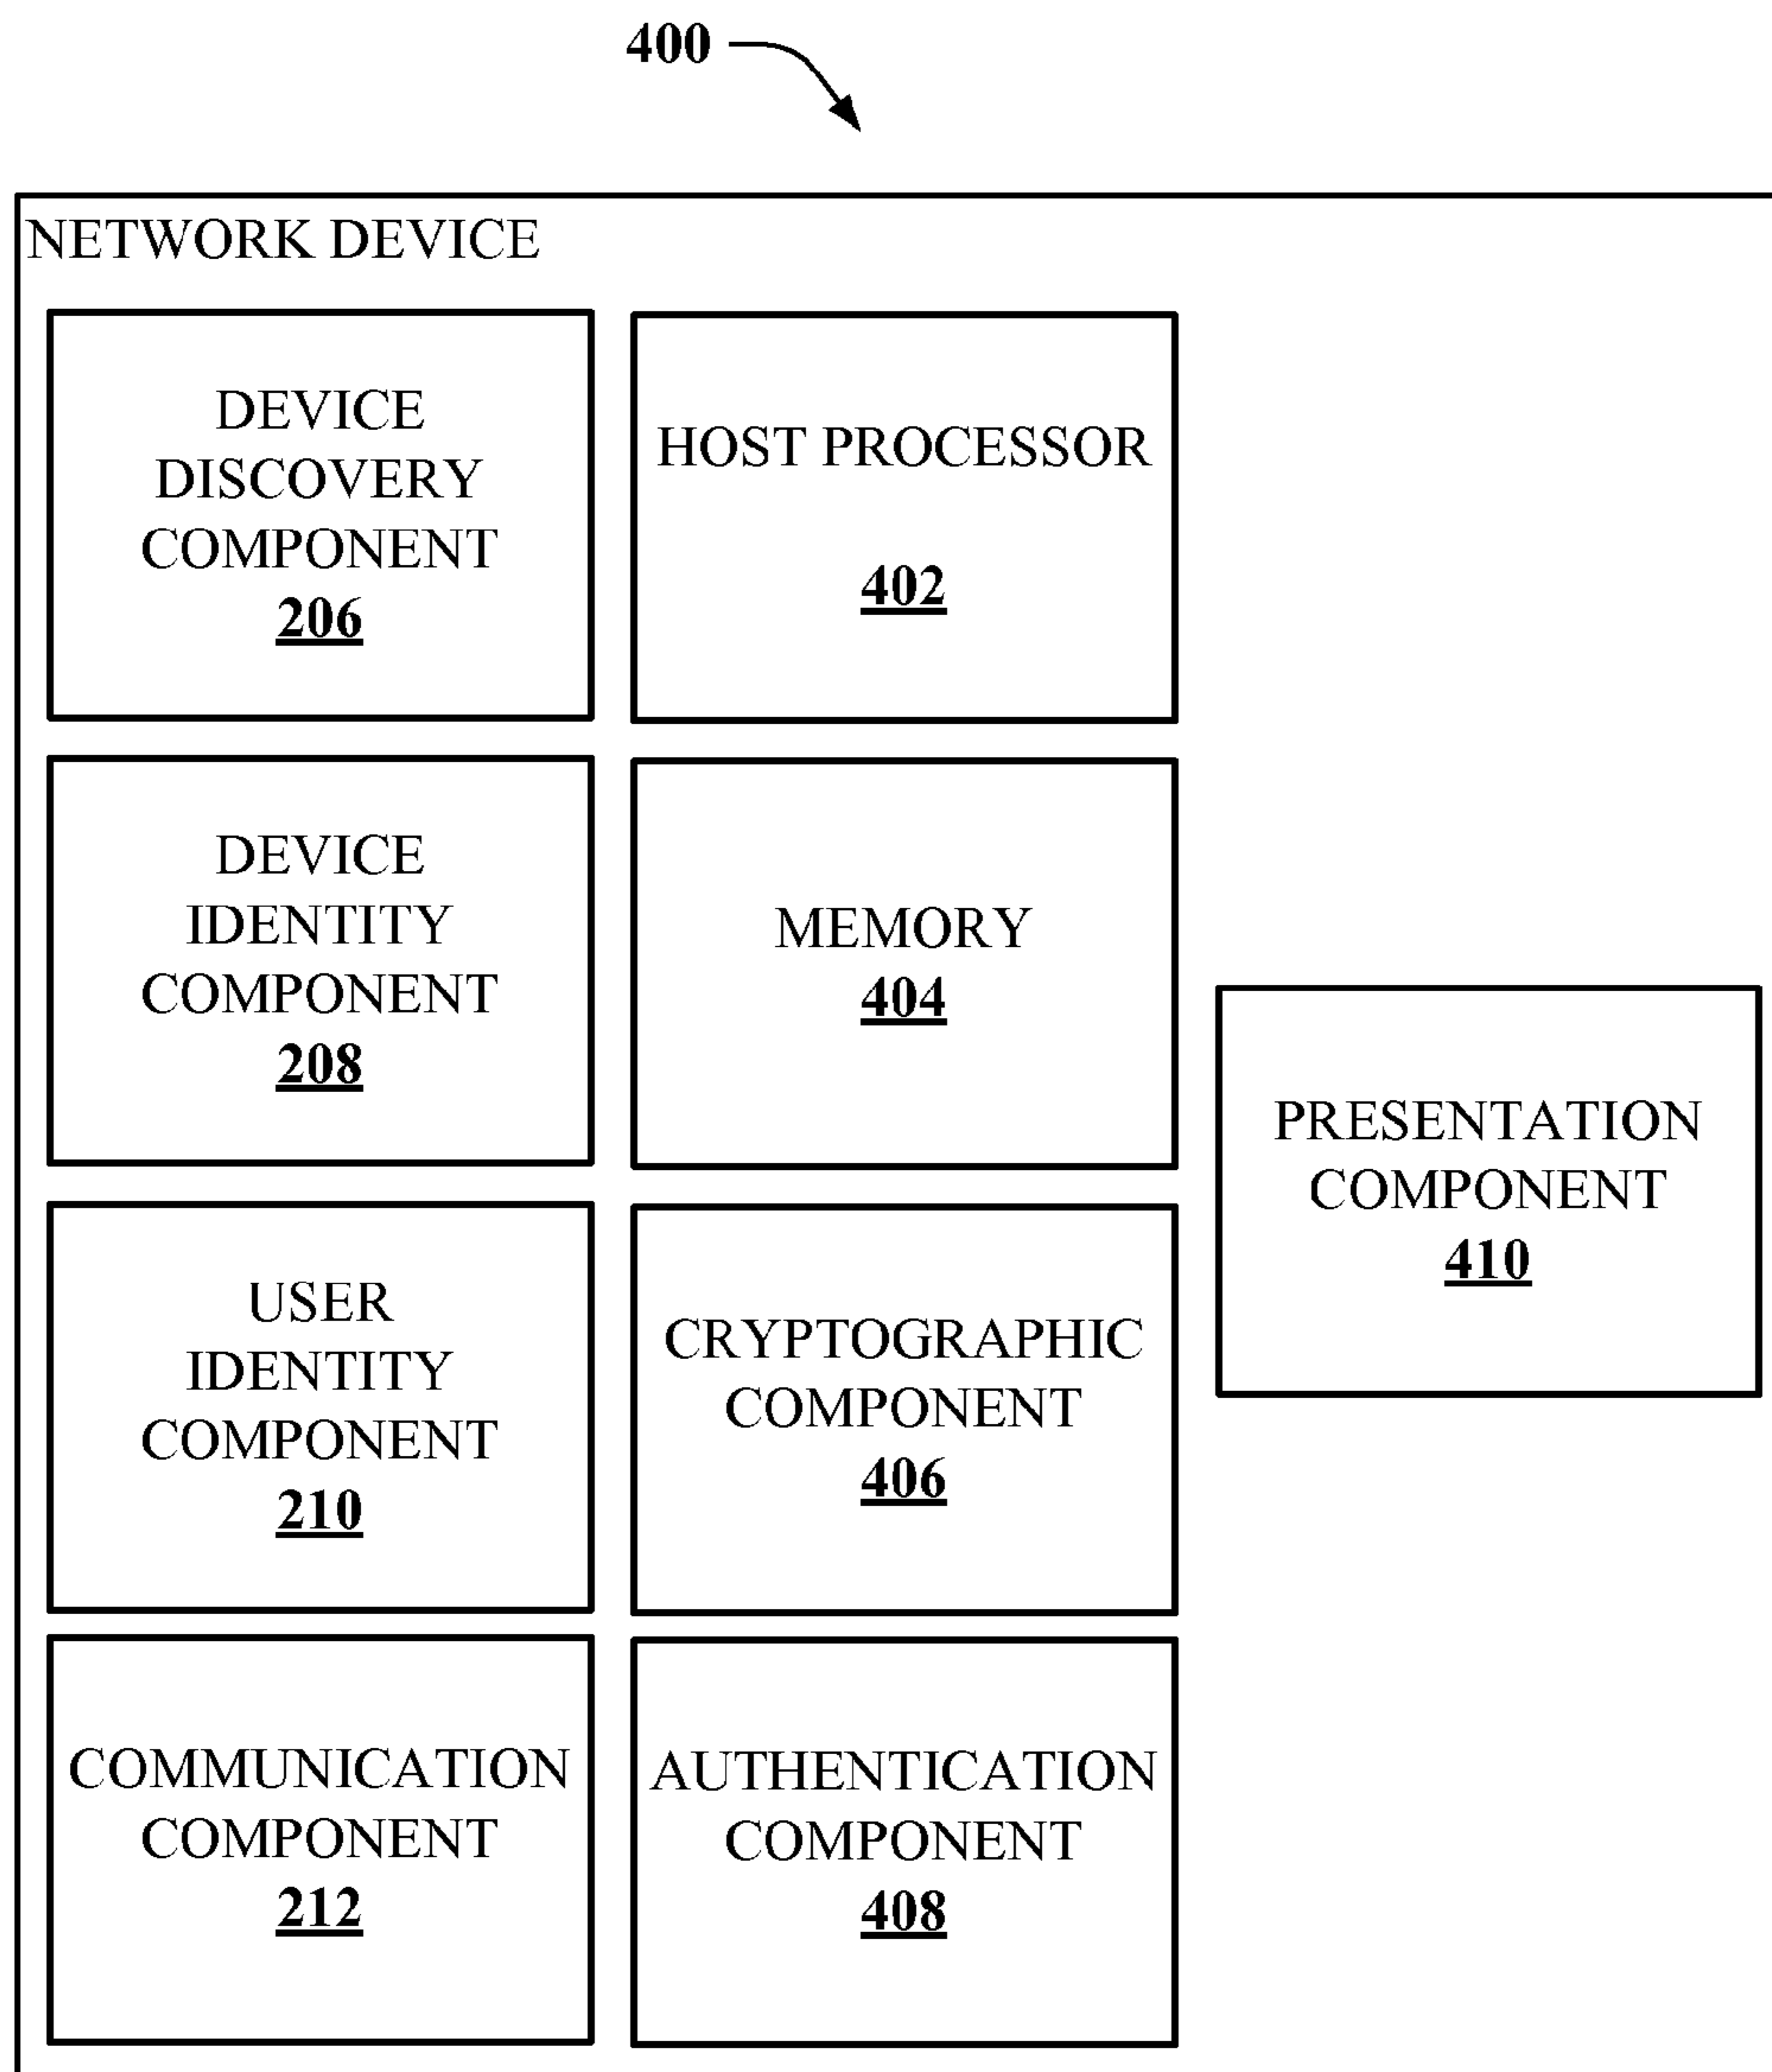 400
NETWORK DEVICE
DEVICE
DISCOVERY
COMPONENT
206
HOST PROCESSOR
402
DEVICE
IDENTITY
COMPONENT
208
MEMORY
404
PRESENTATION
COMPONENT
410
USER
IDENTITY
COMPONENT
210
CRYPTOGRAPHIC
COMPONENT
406
COMMUNICATION
COMPONENT
212
AUTHENTICATION
COMPONENT
408